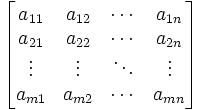 a₁₁ a₁₂ ⋯ a₁ₙ
a₂₁ a₂₂ ⋯ a₂ₙ
⋮ ⋮ ⋱ ⋮
aₘ₁ aₘ₂ ⋯ aₘₙ